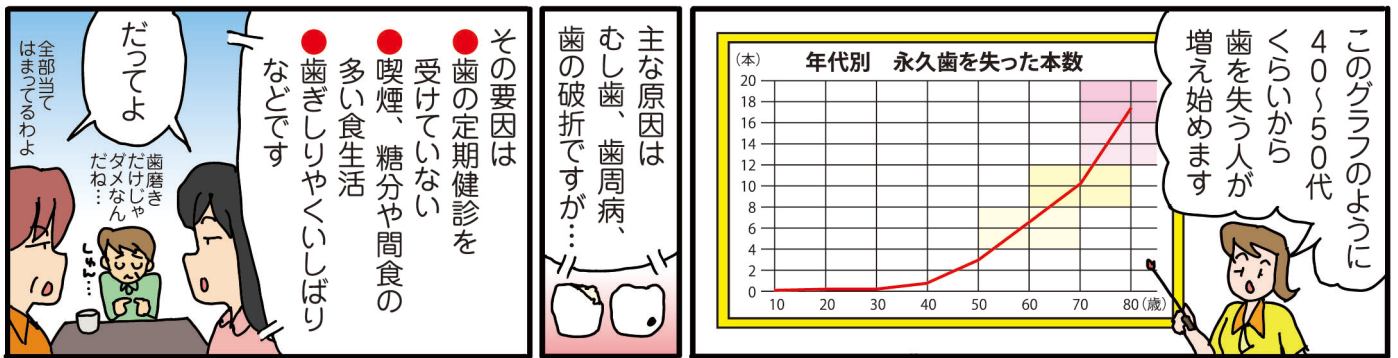 このグラフのように
40〜50代
くらいから
歯を失う人が
増え始めます
年代別 永久歯を失った本数
(本)
20
18
16
14
12
10
8
6
4
2
0
10 20 30 40 50 60 70 80(歳)
主な原因は
むし歯、歯周病、
歯の破折ですが…
その要因は
●歯の定期健診を
受けていない
●喫煙、糖分や間食の
多い食生活
●歯ぎしりやくいしばり
などです
だってよ
歯磨き
だけじゃ
ダメなん
だね…
しゅん…
全部当て
はまってるわよ